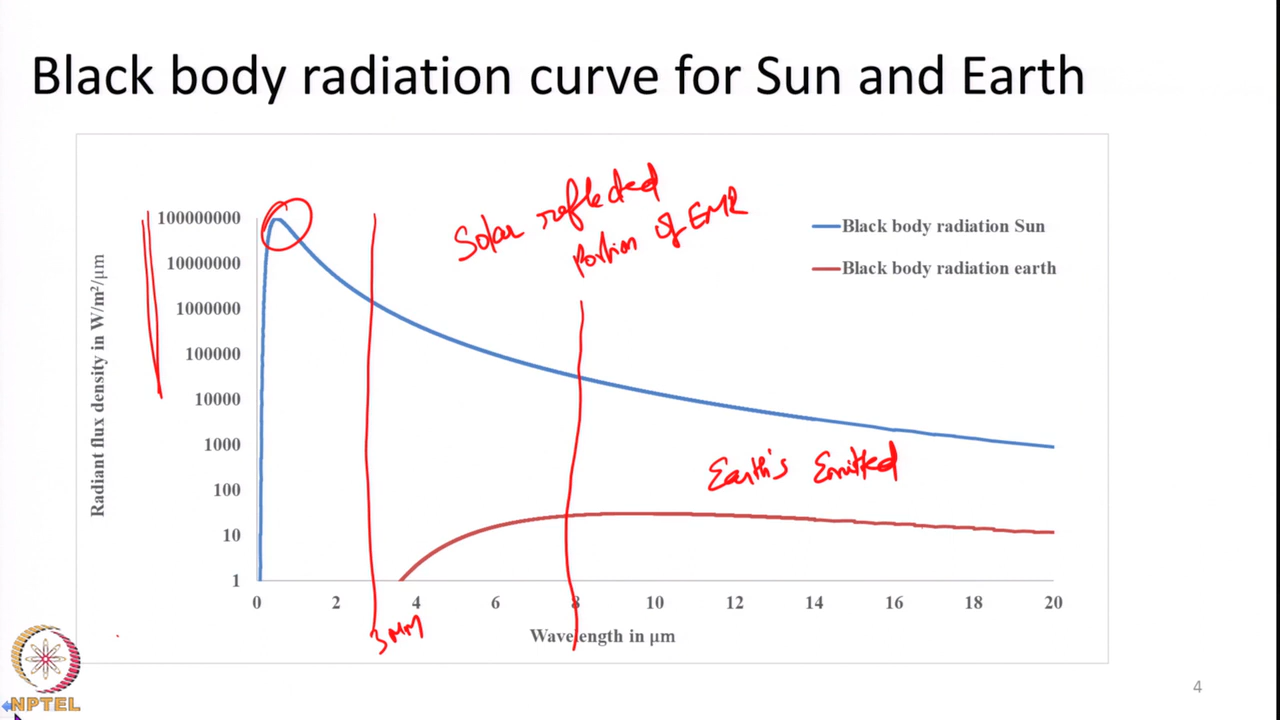 Black body radiation curve for Sun and Earth
Radiant flux density in W/m²/μm
100000000
10000000
1000000
100000
10000
1000
100
10
1
0 2 4 6 8 10 12 14 16 18 20
Wavelength in μm
Black body radiation Sun
Black body radiation earth
Solar reflected
portion of EMR
Earth's Emitted
3 μm
4
NPTEL